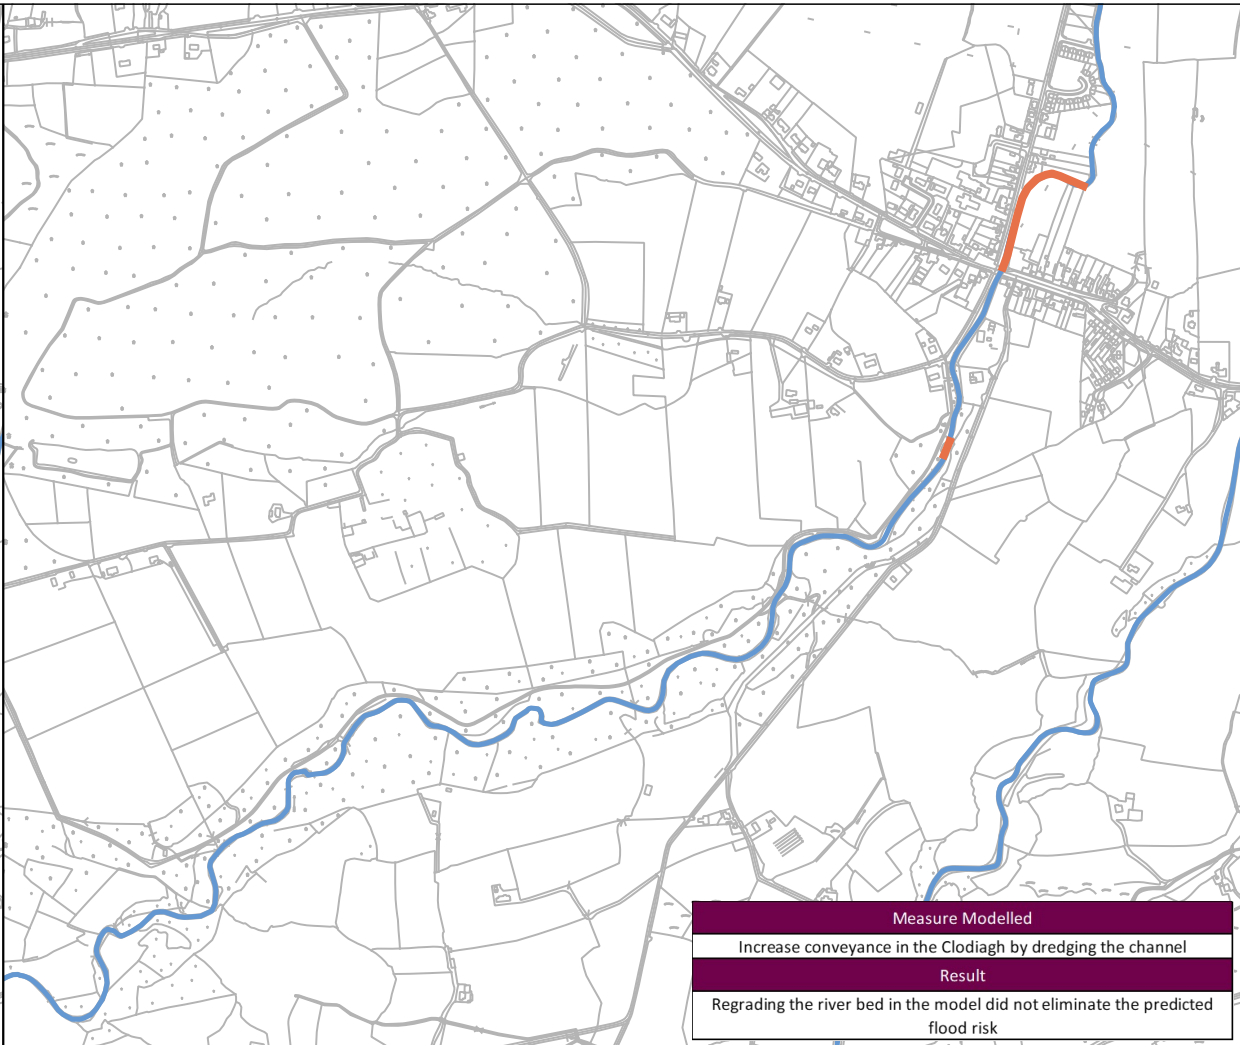 Measure Modelled
Increase conveyance in the Clodiagh by dredging the channel
Result
Regrading the river bed in the model did not eliminate the predicted
flood risk